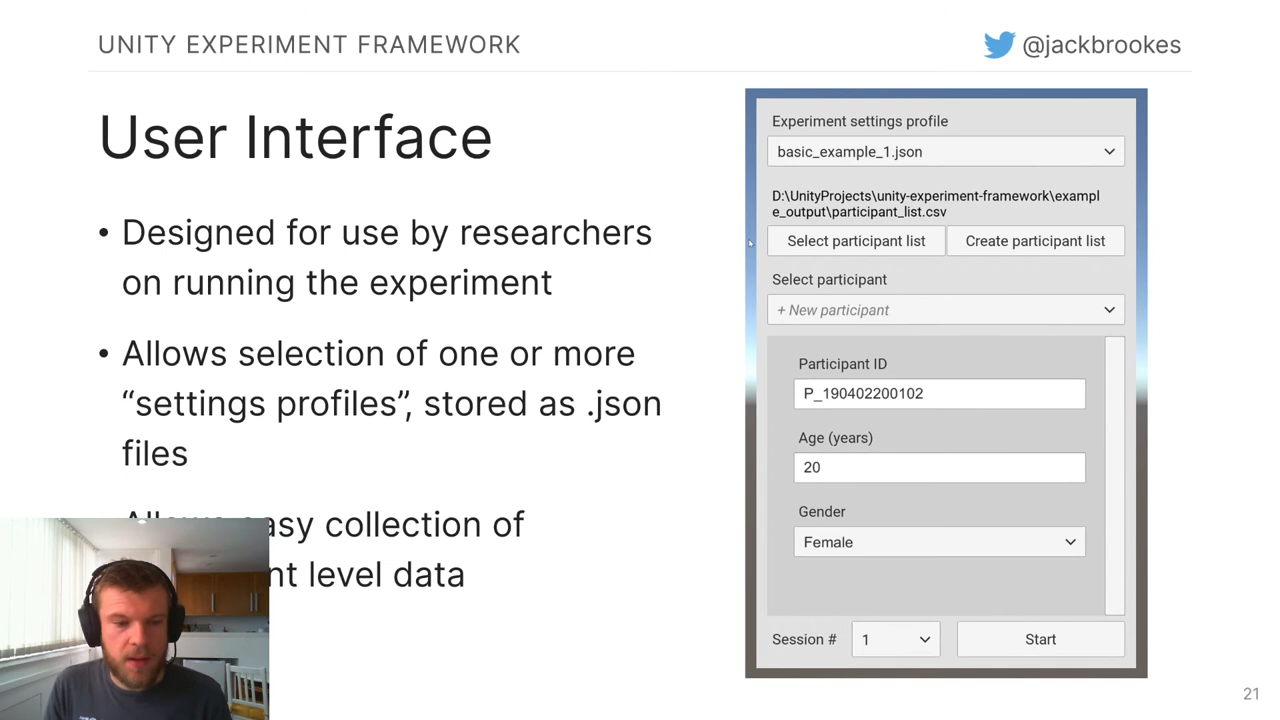 UNITY EXPERIMENT FRAMEWORK
@jackbrookes
User Interface
• Designed for use by researchers
on running the experiment
• Allows selection of one or more
“settings profiles”, stored as .json
files
easy collection of
level data
Experiment settings profile
basic_example_1.json
D:\UnityProjects\unity-experiment-framework\exampl
e_output\participant_list.csv
Select participant list
Create participant list
Select participant
+ New participant
Participant ID
P_190402200102
Age (years)
20
Gender
Female
Session #
1
Start
21